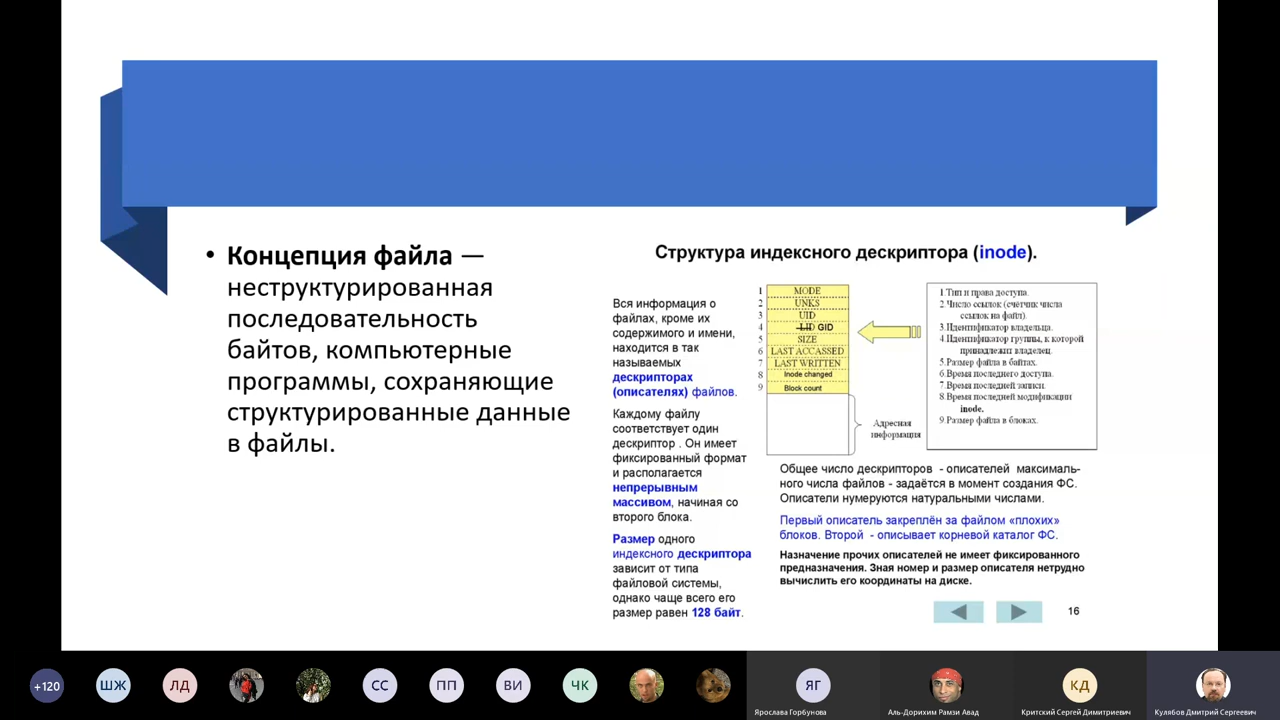 • Концепция файла —
неструктурированная
последовательность
байтов, компьютерные
программы, сохраняющие
структурированные данные
в файлы.
Структура индексного дескриптора (inode).
Вся информация о
файлах, кроме их
содержимого и имени,
находится в так
называемых
дескрипторах
(описателях) файлов.
Каждому файлу
соответствует один
дескриптор . Он имеет
фиксированный формат
и располагается
непрерывным
массивом, начиная со
второго блока.
Размер одного
индексного дескриптора
зависит от типа
файловой системы,
однако чаще всего его
размер равен 128 байт.
1 MODE
2 UNKS
3 UID
4 GID
5 SIZE
6 LAST ACCASSED
7 LAST WRITTEN
8 Inode changed
9 Block count
Адресная
информация
1.Тип и права доступа.
2.Число ссылок (счётчик числа
ссылок на файл).
3.Идентификатор владельца.
4.Идентификатор группы, к которой
принадлежит владелец.
5.Размер файла в байтах.
6.Время последнего доступа.
7.Время последней записи.
8.Время последней модификации
inode.
9.Размер файла в блоках.
Общее число дескрипторов - описателей максималь-
ного числа файлов - задаётся в момент создания ФС.
Описатели нумеруются натуральными числами.
Первый описатель закреплён за файлом «плохих»
блоков. Второй - описывает корневой каталог ФС.
Назначение прочих описателей не имеет фиксированного
предназначения. Зная номер и размер описателя нетрудно
вычислить его координаты на диске.
16
+120
ШЖ
ЛД
СС
ПП
ВИ
ЧК
ЯГ
КД
Ярослава Горбунова
Аль-Дорихим Рамзи Авад
Критский Сергей Димитриевич
Кулябов Дмитрий Сергеевич